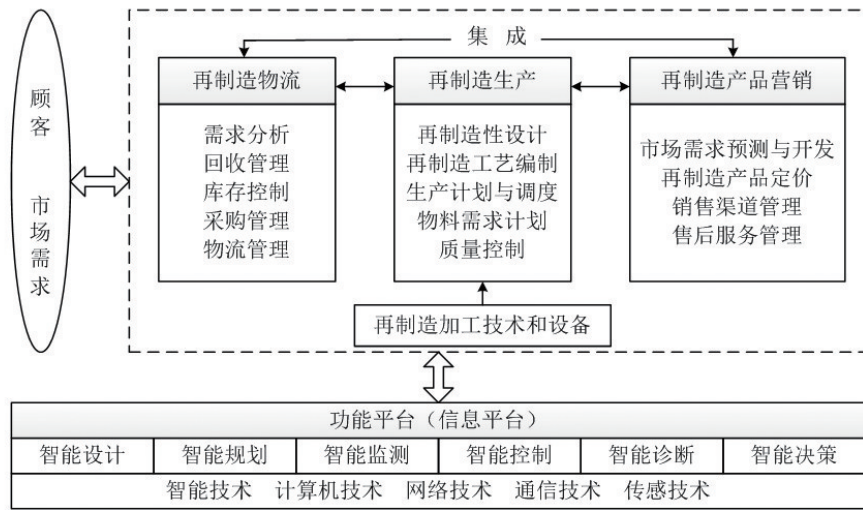 顾客 市场需求
集 成
再制造物流
需求分析
回收管理
库存控制
采购管理
物流管理
再制造生产
再制造性设计
再制造工艺编制
生产计划与调度
物料需求计划
质量控制
再制造产品营销
市场需求预测与开发
再制造产品定价
销售渠道管理
售后服务管理
再制造加工技术和设备
功能平台（信息平台）
智能设计 智能规划 智能监测 智能控制 智能诊断 智能决策
智能技术 计算机技术 网络技术 通信技术 传感技术